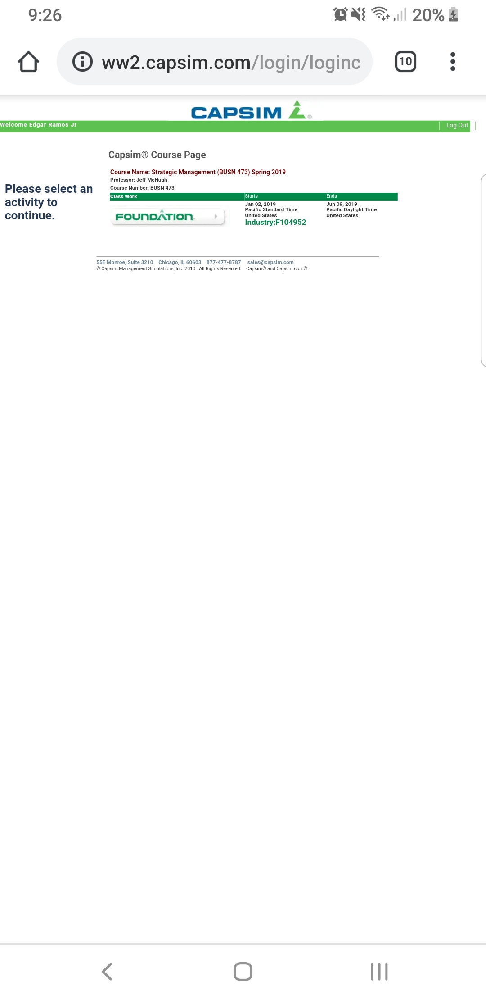 9:26
20%
ww2.capsim.com/login/loginc
10
CAPSIM ®
Welcome Edgar Ramos Jr
Log Out
Capsim® Course Page
Course Name: Strategic Management (BUSN 473) Spring 2019
Professor: Jeff McHugh
Course Number: BUSN 473
Please select an
activity to
continue.
Class Work Starts Ends
FOUNDATION
Jan 02, 2019 Jun 09, 2019
Pacific Standard Time Pacific Daylight Time
United States United States
Industry:F104952
55E Monroe, Suite 3210 Chicago, IL 60603 877-477-8787 sales@capsim.com
© Capsim Management Simulations, Inc. 2010. All Rights Reserved. Capsim® and Capsim.com®.